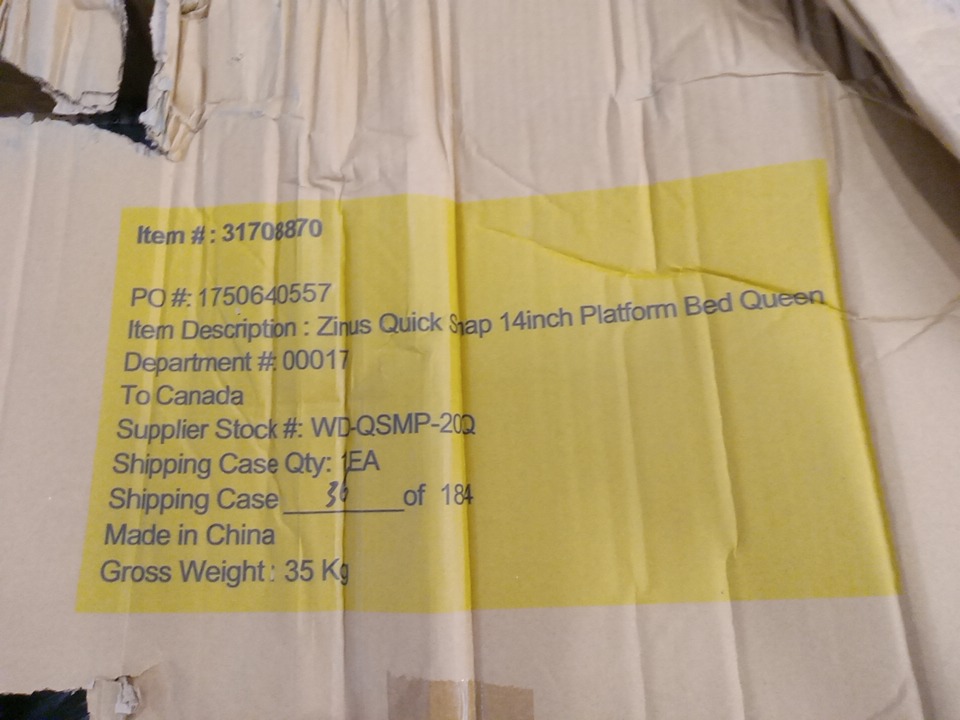 Item #: 31708870
PO #: 1750640557
Item Description : Zinus Quick Snap 14inch Platform Bed Queen
Department #: 00017
To Canada
Supplier Stock #: WD-QSMP-20Q
Shipping Case Qty: 1EA
Shipping Case 36 of 184
Made in China
Gross Weight: 35 Kg